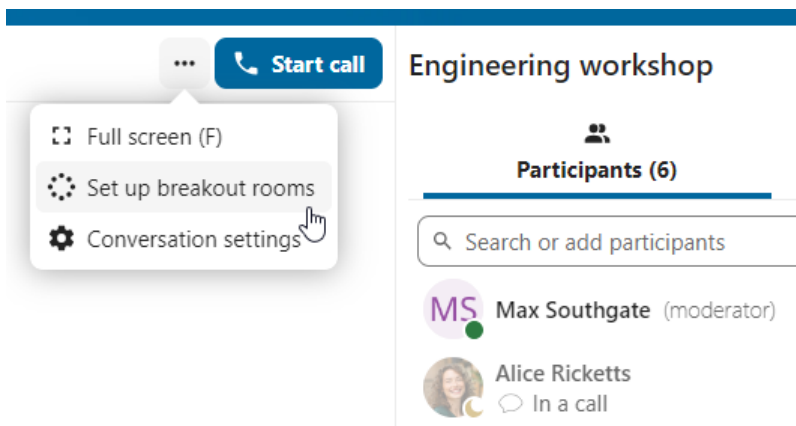 Start call
Full screen (F)
Set up breakout rooms
Conversation settings
Engineering workshop
Participants (6)
Search or add participants
MS Max Southgate (moderator)
Alice Ricketts
In a call